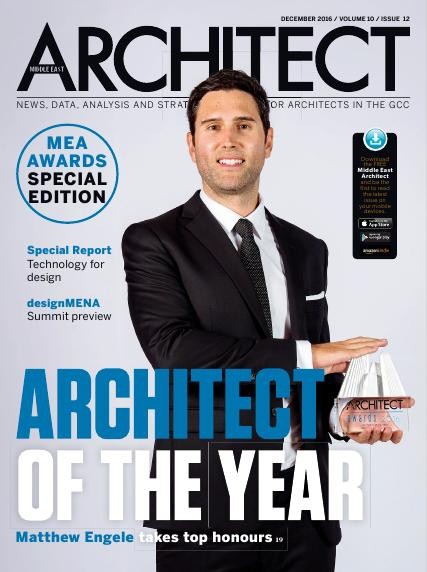 DECEMBER 2016 / VOLUME 10 / ISSUE 12
ARCHITECT
MIDDLE EAST
NEWS, DATA, ANALYSIS AND STRAT OR ARCHITECTS IN THE GCC
MEA
AWARDS
SPECIAL
EDITION
Download
the FREE
Middle East
Architect
and be the
first to read
the latest
issue on
your mobile
devices.
App Store
Google play
amazonkindle
Special Report
Technology for
design
designMENA
Summit preview
ARCHITECT
awards
ARCHITECT
OF THE YEAR
Matthew Engele takes top honours 19